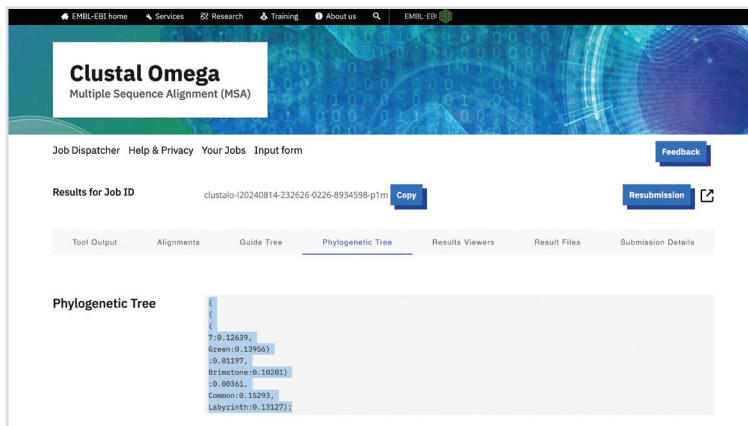 EMBL-EBI home Services Research Training About us EMBL-EBI
Clustal Omega
Multiple Sequence Alignment (MSA)
Job Dispatcher Help & Privacy Your Jobs Input form
Feedback
Results for Job ID clustalo-I20240814-232626-0226-8934598-p1m Copy Resubmission
Tool Output Alignments Guide Tree Phylogenetic Tree Results Viewers Result Files Submission Details
Phylogenetic Tree
(
(
(
7:0.12639,
Green:0.13956)
:0.01197,
Brimstone:0.10201)
:0.00361,
Common:0.15293,
Labyrinth:0.13127);